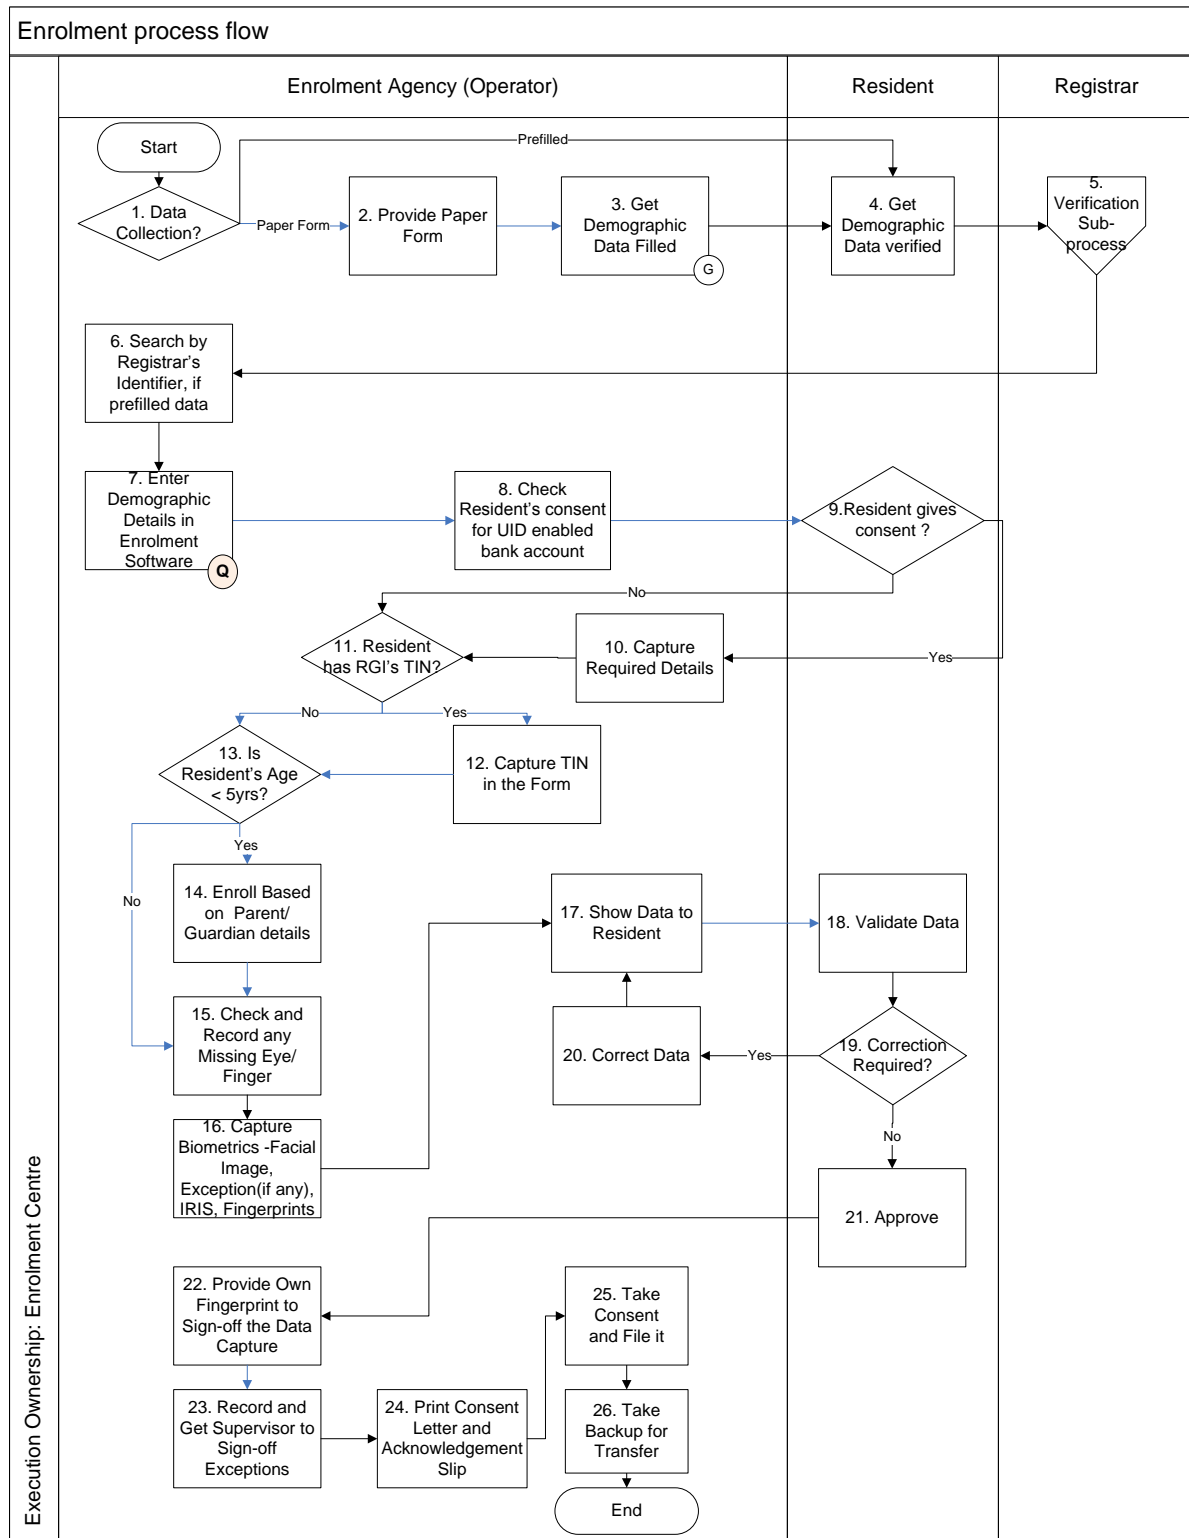 Enrolment process flow
Enrolment Agency (Operator)
Resident
Registrar
Execution Ownership: Enrolment Centre
Start
Prefilled
1. Data
Collection?
Paper Form
2. Provide Paper
Form
3. Get
Demographic
Data Filled
G
4. Get
Demographic
Data verified
5.
Verification
Sub-
process
6. Search by
Registrar's
Identifier, if
prefilled data
7. Enter
Demographic
Details in
Enrolment
Software
Q
8. Check
Resident's consent
for UID enabled
bank account
9.Resident gives
consent ?
No
Yes
10. Capture
Required Details
11. Resident
has RGI's TIN?
No
Yes
12. Capture TIN
in the Form
13. Is
Resident's Age
< 5yrs?
Yes
No
14. Enroll Based
on Parent/
Guardian details
15. Check and
Record any
Missing Eye/
Finger
16. Capture
Biometrics -Facial
Image,
Exception(if any),
IRIS, Fingerprints
17. Show Data to
Resident
18. Validate Data
19. Correction
Required?
Yes
20. Correct Data
No
21. Approve
22. Provide Own
Fingerprint to
Sign-off the Data
Capture
23. Record and
Get Supervisor to
Sign-off
Exceptions
24. Print Consent
Letter and
Acknowledgement
Slip
25. Take
Consent
and File it
26. Take
Backup for
Transfer
End